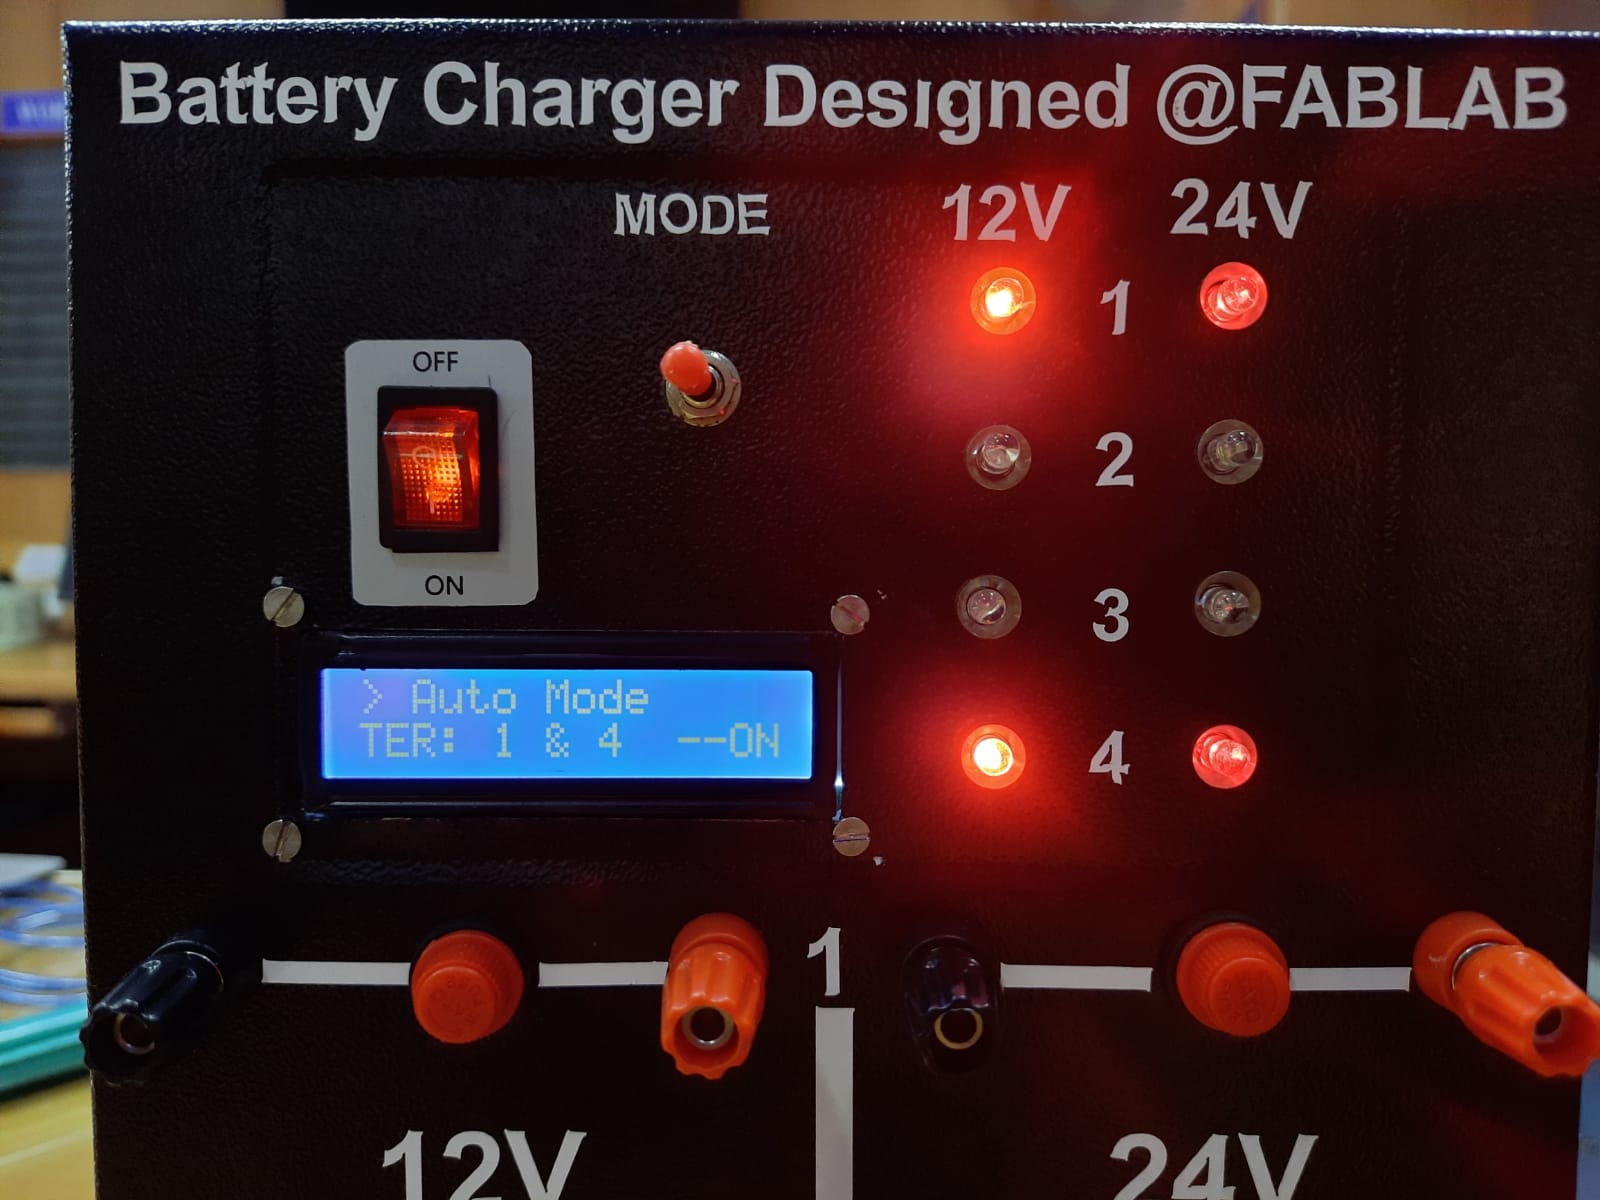 Battery Charger Designed @FABLAB
MODE
12V 24V
1
OFF
2
ON
3
> Auto Mode
TER: 1 & 4 --ON
4
1
12V 24V